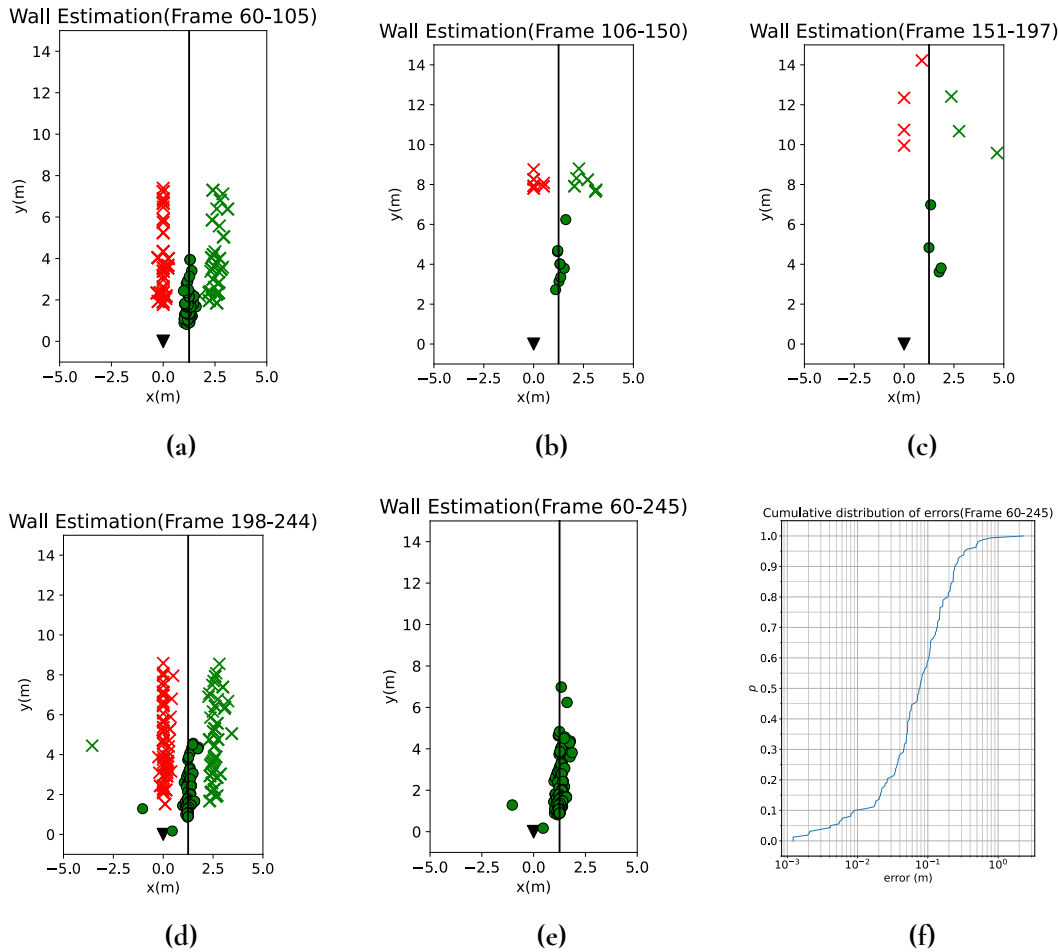 Wall Estimation(Frame 60-105)
14
12
10
8
6
4
2
0
y(m)
−5.0 −2.5 0.0 2.5 5.0
x(m)
(a)
Wall Estimation(Frame 106-150)
14
12
10
8
6
4
2
0
y(m)
−5.0 −2.5 0.0 2.5 5.0
x(m)
(b)
Wall Estimation(Frame 151-197)
14
12
10
8
6
4
2
0
y(m)
−5.0 −2.5 0.0 2.5 5.0
x(m)
(c)
Wall Estimation(Frame 198-244)
14
12
10
8
6
4
2
0
y(m)
−5.0 −2.5 0.0 2.5 5.0
x(m)
(d)
Wall Estimation(Frame 60-245)
14
12
10
8
6
4
2
0
y(m)
−5.0 −2.5 0.0 2.5 5.0
x(m)
(e)
Cumulative distribution of errors(Frame 60-245)
1.0
0.9
0.8
0.7
0.6
0.5
0.4
0.3
0.2
0.1
0.0
p
10⁻³ 10⁻² 10⁻¹ 10⁰
error (m)
(f)